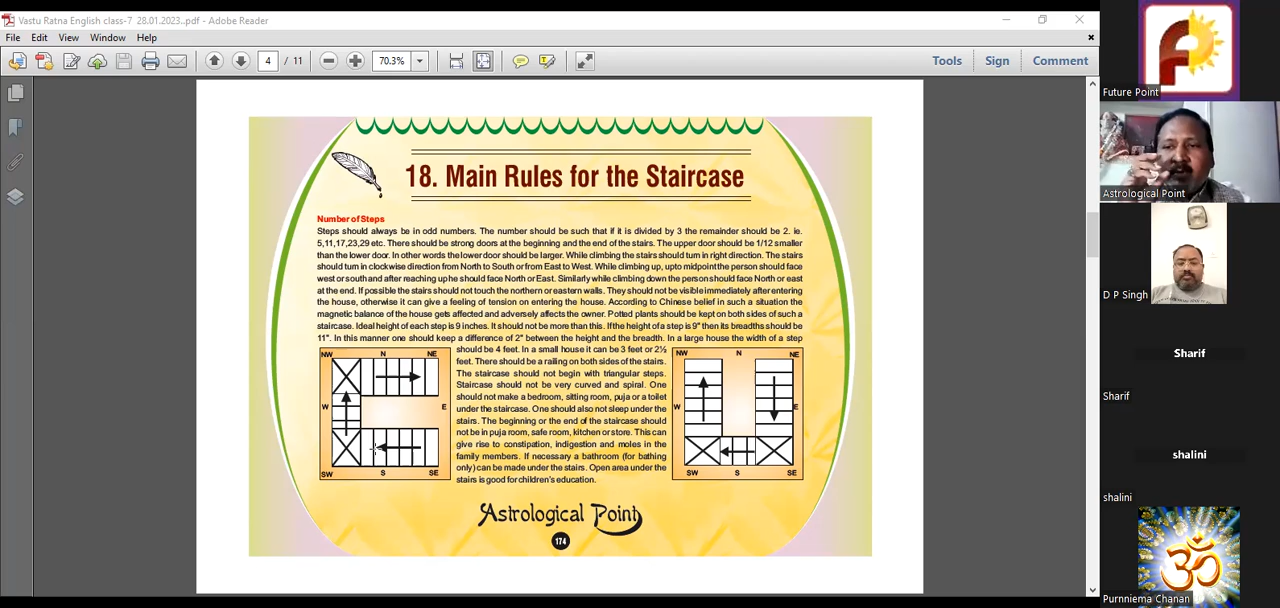 Vastu Ratna English class-7 28.01.2023..pdf - Adobe Reader
File Edit View Window Help
4 / 11 70.3% Tools Sign Comment
18. Main Rules for the Staircase
Number of Steps
Steps should always be in odd numbers. The number should be such that if it is divided by 3 the remainder should be 2. ie.
5,11,17,23,29 etc. There should be strong doors at the beginning and the end of the stairs. The upper door should be 1/12 smaller
than the lower door. In other words the lower door should be larger. While climbing the stairs should turn in right direction. The stairs
should turn in clockwise direction from North to South or from East to West. While climbing up, upto midpoint the person should face
west or south and after reaching up he should face North or East. Similarly while climbing down the person should face North or east
at the end. If possible the stairs should not touch the northern or eastern walls. They should not be visible immediately after entering
the house, otherwise it can give a feeling of tension on entering the house. According to Chinese belief in such a situation the
magnetic balance of the house gets affected and adversely affects the owner. Potted plants should be kept on both sides of such a
staircase. Ideal height of each step is 9 inches. It should not be more than this. If the height of a step is 9" then its breadths should be
11". In this manner one should keep a difference of 2" between the height and the breadth. In a large house the width of a step
should be 4 feet. In a small house it can be 3 feet or 2½
feet. There should be a railing on both sides of the stairs.
The staircase should not begin with triangular steps.
Staircase should not be very curved and spiral. One
should not make a bedroom, sitting room, puja or a toilet
under the staircase. One should also not sleep under the
stairs. The beginning or the end of the staircase should
not be in puja room, safe room, kitchen or store. This can
give rise to constipation, indigestion and moles in the
family members. If necessary a bathroom (for bathing
only) can be made under the stairs. Open area under the
stairs is good for children's education.
NW N NE
W E
SW S SE
NW N NE
W E
SW S SE
Astrological Point
174
Future Point
Astrological Point
D P Singh
Sharif
Sharif
shalini
shalini
Purnniema Chanan